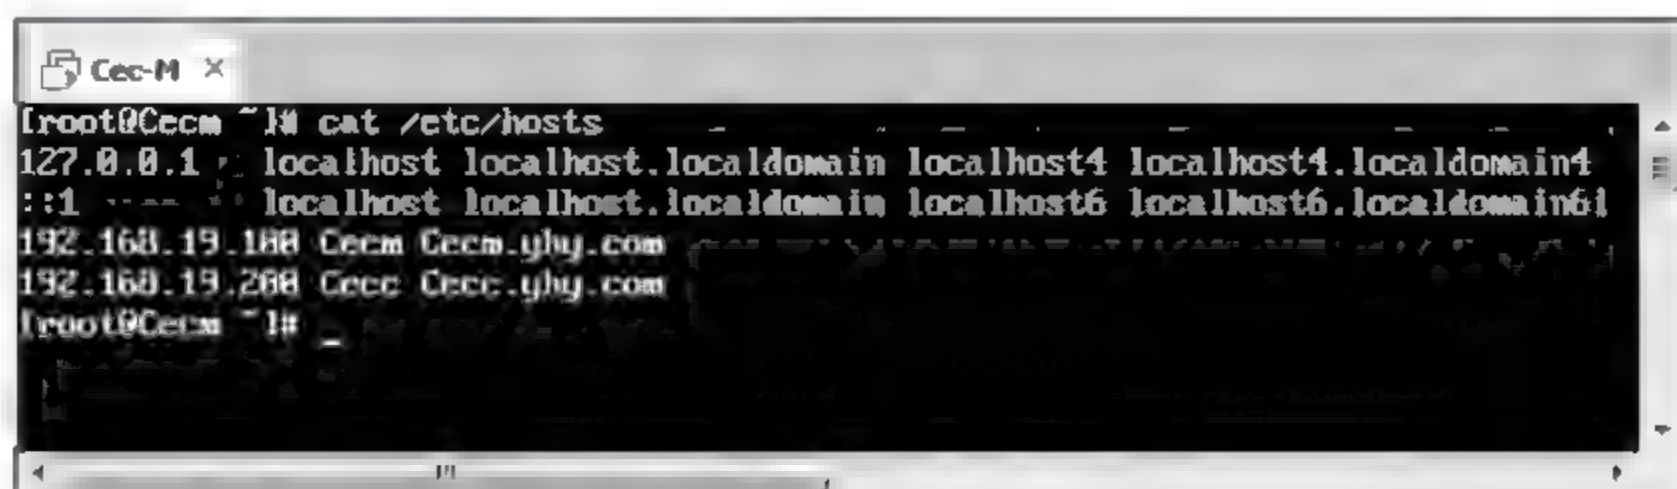 Cec-M ×
[root@Cecm ~]# cat /etc/hosts
127.0.0.1 localhost localhost.localdomain localhost4 localhost4.localdomain4
::1 localhost localhost.localdomain localhost6 localhost6.localdomain6
192.168.19.100 Cecm Cecm.yhy.com
192.168.19.200 Cecc Cecc.yhy.com
[root@Cecm ~]# _